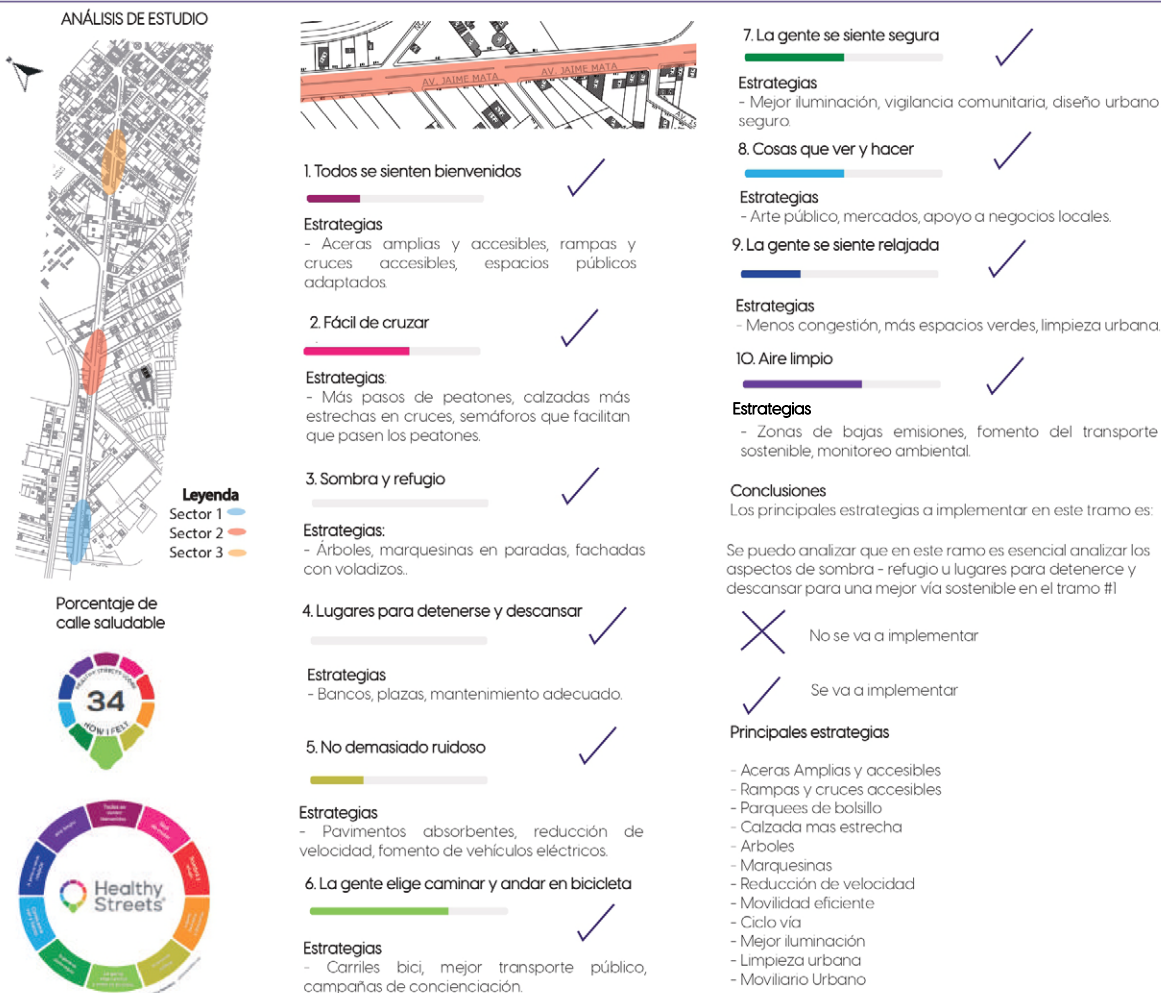 ANÁLISIS DE ESTUDIO
Leyenda
Sector 1
Sector 2
Sector 3
Porcentaje de
calle saludable
HEALTHY STREETS SCORE
34
HOW I FELT
Healthy
Streets
AV. JAIME MATA
AV. JAIME MATA
1. Todos se sienten bienvenidos
Estrategias
- Aceras amplias y accesibles, rampas y
cruces accesibles, espacios públicos
adaptados.
2. Fácil de cruzar
Estrategias:
- Más pasos de peatones, calzadas más
estrechas en cruces, semáforos que facilitan
que pasen los peatones.
3. Sombra y refugio
Estrategias:
- Árboles, marquesinas en paradas, fachadas
con voladizos..
4. Lugares para detenerse y descansar
Estrategias
- Bancos, plazas, mantenimiento adecuado.
5. No demasiado ruidoso
Estrategias
- Pavimentos absorbentes, reducción de
velocidad, fomento de vehículos eléctricos.
6. La gente elige caminar y andar en bicicleta
Estrategias
- Carriles bici, mejor transporte público,
campañas de concienciación.
7. La gente se siente segura
Estrategias
- Mejor iluminación, vigilancia comunitaria, diseño urbano
seguro.
8. Cosas que ver y hacer
Estrategias
- Arte público, mercados, apoyo a negocios locales.
9. La gente se siente relajada
Estrategias
- Menos congestión, más espacios verdes, limpieza urbana.
10. Aire limpio
Estrategias
- Zonas de bajas emisiones, fomento del transporte
sostenible, monitoreo ambiental.
Conclusiones
Los principales estrategias a implementar en este tramo es:
Se puedo analizar que en este ramo es esencial analizar los
aspectos de sombra - refugio u lugares para detenerce y
descansar para una mejor vía sostenible en el tramo #1
No se va a implementar
Se va a implementar
Principales estrategias
- Aceras Amplias y accesibles
- Rampas y cruces accesibles
- Parquees de bolsillo
- Calzada mas estrecha
- Arboles
- Marquesinas
- Reducción de velocidad
- Movilidad eficiente
- Ciclo vía
- Mejor iluminación
- Limpieza urbana
- Moviliario Urbano